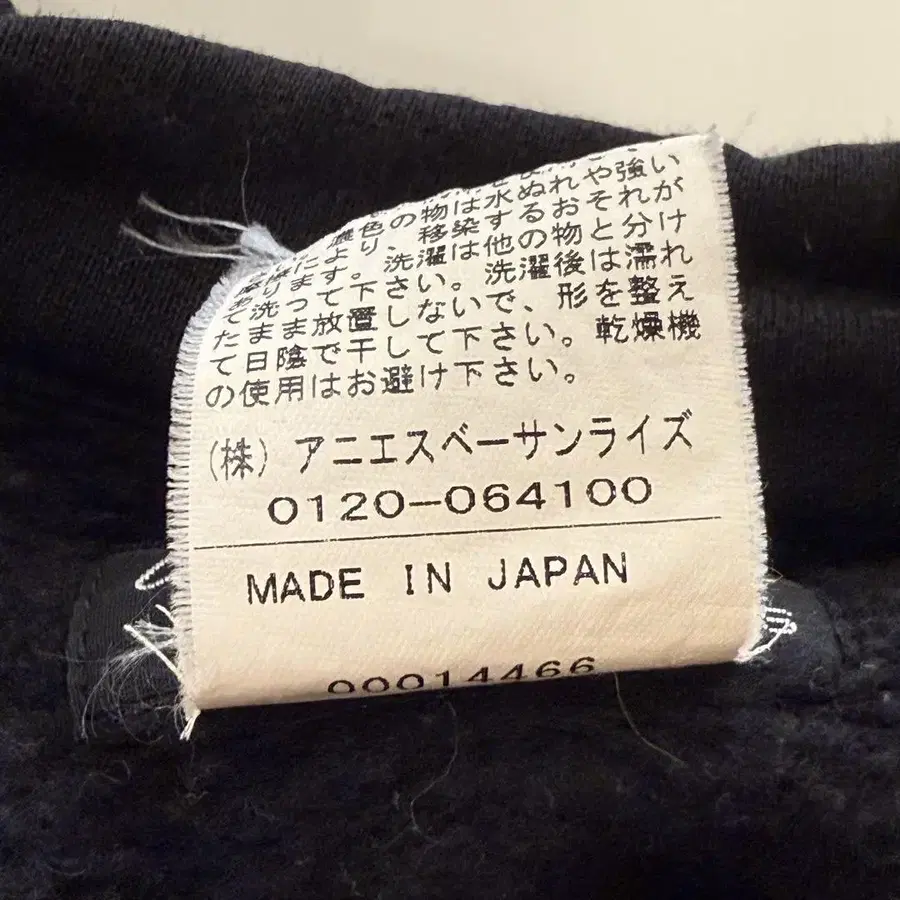 は水ぬれや強い
濃色の物は移染するおそれが
により、洗濯は他の物と分け
ます。
て洗って下さい。洗濯後は濡れ
たまま放置しないで、形を整え
て日陰で干して下さい。乾燥機
の使用はお避け下さい。
(株)アニエスベーサンライズ
0120-064100
MADE IN JAPAN
00014466